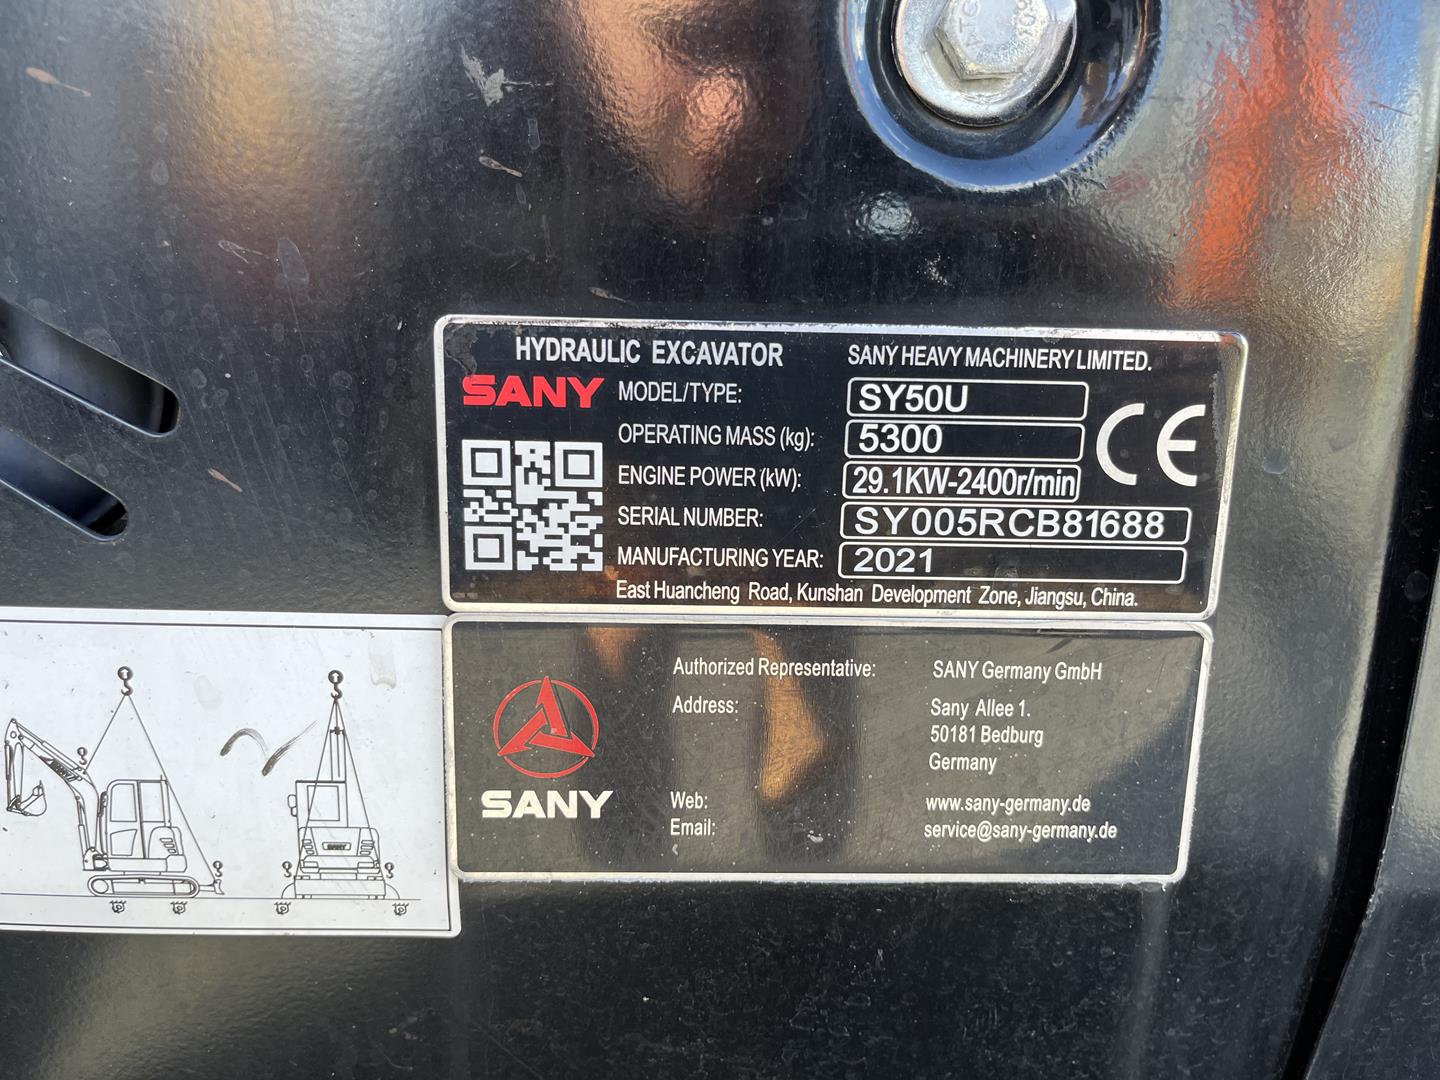 HYDRAULIC EXCAVATOR
SANY HEAVY MACHINERY LIMITED.
SANY
MODEL/TYPE: SY50U
OPERATING MASS (kg): 5300
ENGINE POWER (kW): 29.1KW-2400r/min
SERIAL NUMBER: SY005RCB81688
MANUFACTURING YEAR: 2021
East Huancheng Road, Kunshan Development Zone, Jiangsu, China.
CE
Authorized Representative: SANY Germany GmbH
Address: Sany Allee 1.
50181 Bedburg
Germany
SANY
Web: www.sany-germany.de
Email: service@sany-germany.de
SANY